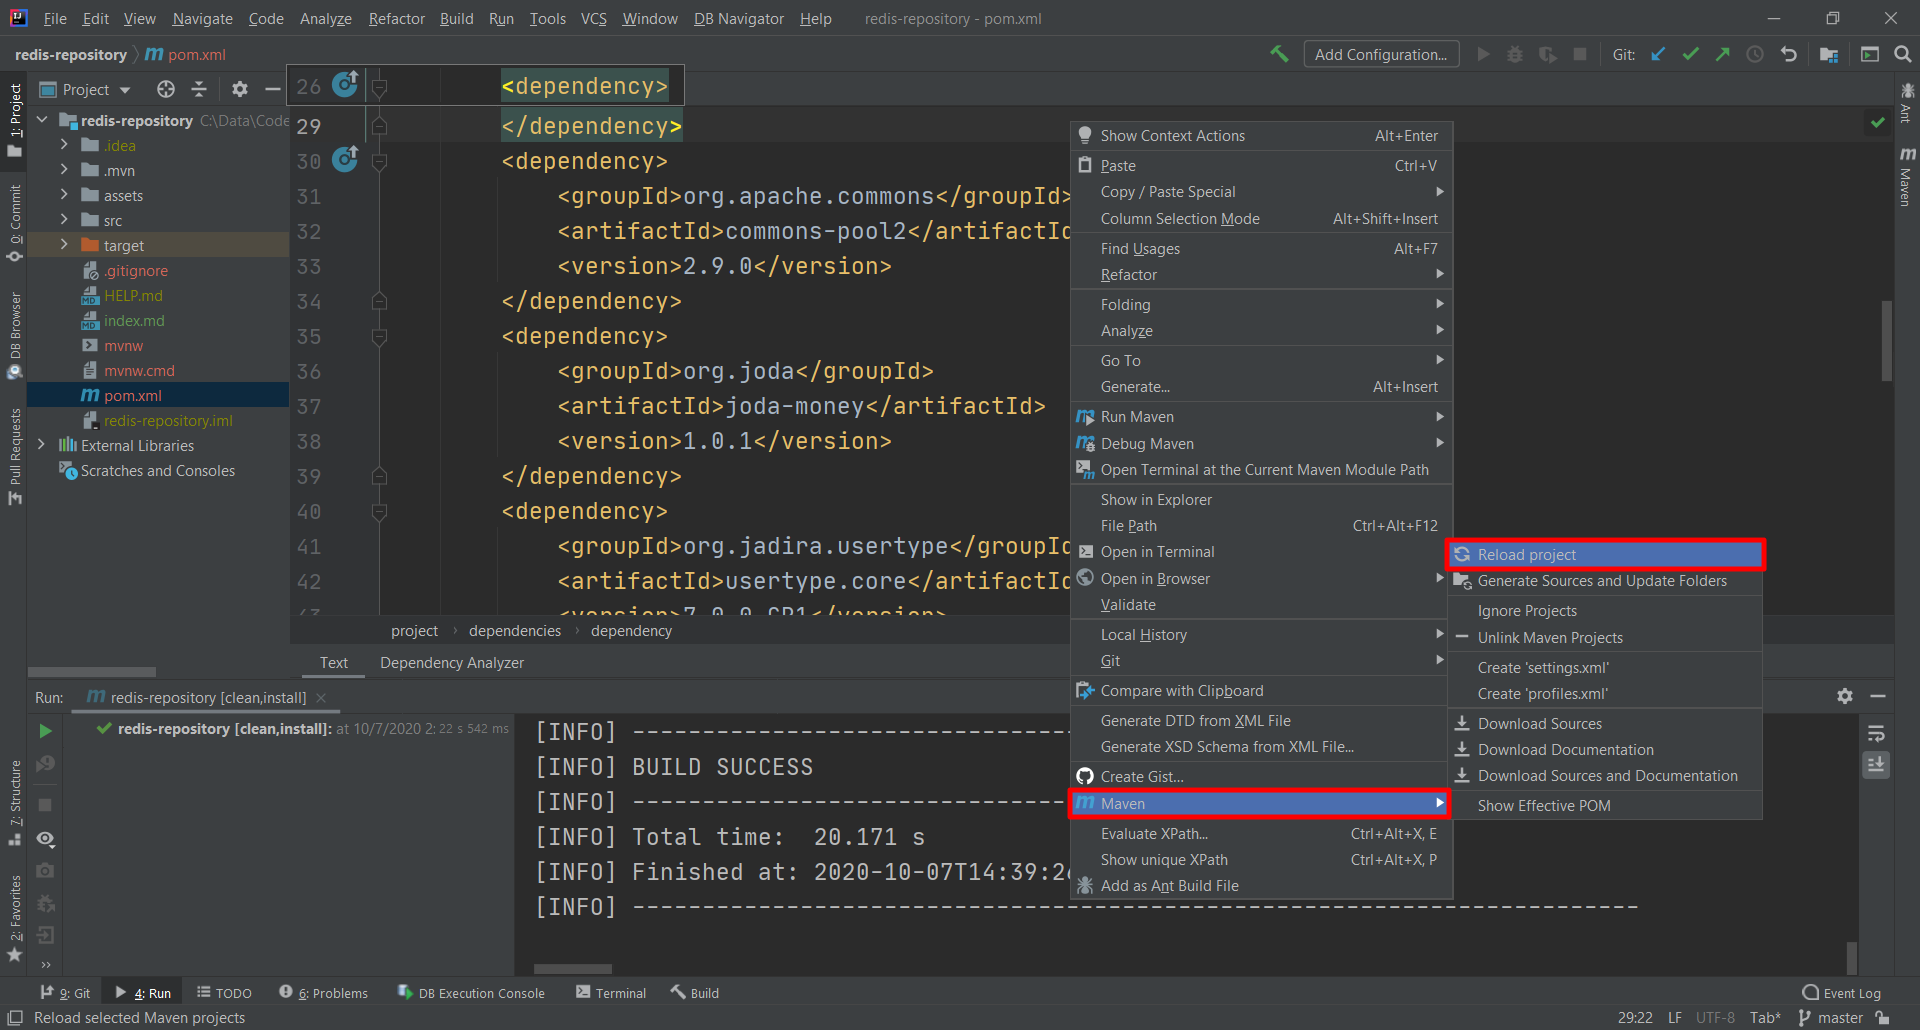 File Edit View Navigate Code Analyze Refactor Build Run Tools VCS Window DB Navigator Help redis-repository - pom.xml
redis-repository pom.xml Add Configuration... Git:
Project
1: Project
0: Commit
DB Browser
Pull Requests
7: Structure
2: Favorites
redis-repository C:\Data\Code
.idea
.mvn
assets
src
target
.gitignore
HELP.md
index.md
mvnw
mvnw.cmd
pom.xml
redis-repository.iml
External Libraries
Scratches and Consoles
26 <dependency>
29 </dependency>
30 <dependency>
31 <groupId>org.apache.commons</groupId>
32 <artifactId>commons-pool2</artifactId
33 <version>2.9.0</version>
34 </dependency>
35 <dependency>
36 <groupId>org.joda</groupId>
37 <artifactId>joda-money</artifactId>
38 <version>1.0.1</version>
39 </dependency>
40 <dependency>
41 <groupId>org.jadira.usertype</groupId
42 <artifactId>usertype.core</artifactId
43 <version>7.0.0.CR1</version>
project dependencies dependency
Text Dependency Analyzer
Show Context Actions Alt+Enter
Paste Ctrl+V
Copy / Paste Special
Column Selection Mode Alt+Shift+Insert
Find Usages Alt+F7
Refactor
Folding
Analyze
Go To
Generate... Alt+Insert
Run Maven
Debug Maven
Open Terminal at the Current Maven Module Path
Show in Explorer
File Path Ctrl+Alt+F12
Open in Terminal
Open in Browser
Validate
Local History
Git
Compare with Clipboard
Generate DTD from XML File
Generate XSD Schema from XML File...
Create Gist...
Maven
Evaluate XPath... Ctrl+Alt+X, E
Show unique XPath Ctrl+Alt+X, P
Add as Ant Build File
Reload project
Generate Sources and Update Folders
Ignore Projects
Unlink Maven Projects
Create 'settings.xml'
Create 'profiles.xml'
Download Sources
Download Documentation
Download Sources and Documentation
Show Effective POM
Ant
Maven
Run: redis-repository [clean,install]
redis-repository [clean,install]: at 10/7/2020 2: 22 s 542 ms
[INFO] -------------------------------
[INFO] BUILD SUCCESS
[INFO] -------------------------------
[INFO] Total time:  20.171 s
[INFO] Finished at: 2020-10-07T14:39:26
[INFO] ------------------------------------------------------------------------
9: Git 4: Run TODO 6: Problems DB Execution Console Terminal Build Event Log
Reload selected Maven projects 29:22 LF UTF-8 Tab* master